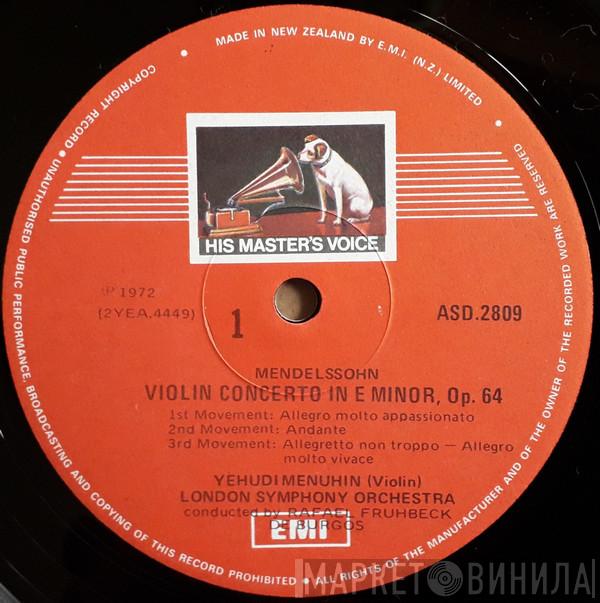 MADE IN NEW ZEALAND BY E.M.I. (N.Z.) LIMITED
COPYRIGHT RECORD • UNAUTHORISED PUBLIC PERFORMANCE, BROADCASTING AND COPYING OF THIS RECORD PROHIBITED • ALL RIGHTS OF THE MANUFACTURER AND OF THE OWNER OF THE RECORDED WORK ARE RESERVED •
HIS MASTER'S VOICE
℗ 1972
(2YEA.4449)
1
ASD.2809
MENDELSSOHN
VIOLIN CONCERTO IN E MINOR, Op. 64
1st Movement: Allegro molto appassionato
2nd Movement: Andante
3rd Movement: Allegretto non troppo — Allegro
molto vivace
YEHUDI MENUHIN (Violin)
LONDON SYMPHONY ORCHESTRA
conducted by RAFAEL FRUHBECK
DE BURGOS
EMI
МАРКЕТ ВИНИЛА